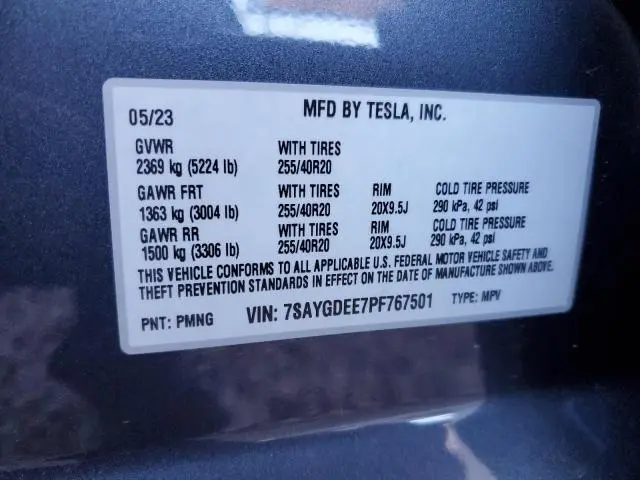 05/23 MFD BY TESLA, INC.
GVWR WITH TIRES
2369 kg (5224 lb) 255/40R20
GAWR FRT WITH TIRES RIM COLD TIRE PRESSURE
1363 kg (3004 lb) 255/40R20 20X9.5J 290 kPa, 42 psi
GAWR RR WITH TIRES RIM COLD TIRE PRESSURE
1500 kg (3306 lb) 255/40R20 20X9.5J 290 kPa, 42 psi
THIS VEHICLE CONFORMS TO ALL APPLICABLE U.S. FEDERAL MOTOR VEHICLE SAFETY AND
THEFT PREVENTION STANDARDS IN EFFECT ON THE DATE OF MANUFACTURE SHOWN ABOVE.
PNT: PMNG VIN: 7SAYGDEE7PF767501 TYPE: MPV